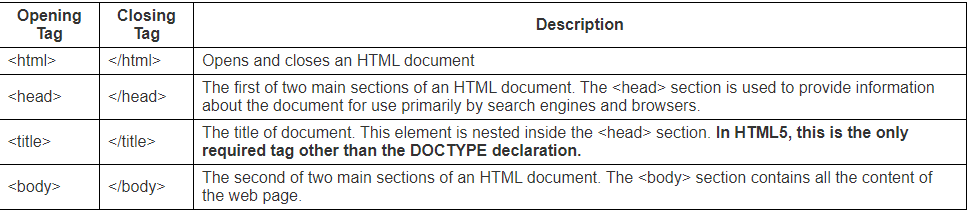 Opening Tag Closing Tag Description
<html> </html> Opens and closes an HTML document
<head> </head> The first of two main sections of an HTML document. The <head> section is used to provide information
about the document for use primarily by search engines and browsers.
<title> </title> The title of document. This element is nested inside the <head> section. In HTML5, this is the only
required tag other than the DOCTYPE declaration.
<body> </body> The second of two main sections of an HTML document. The <body> section contains all the content of
the web page.